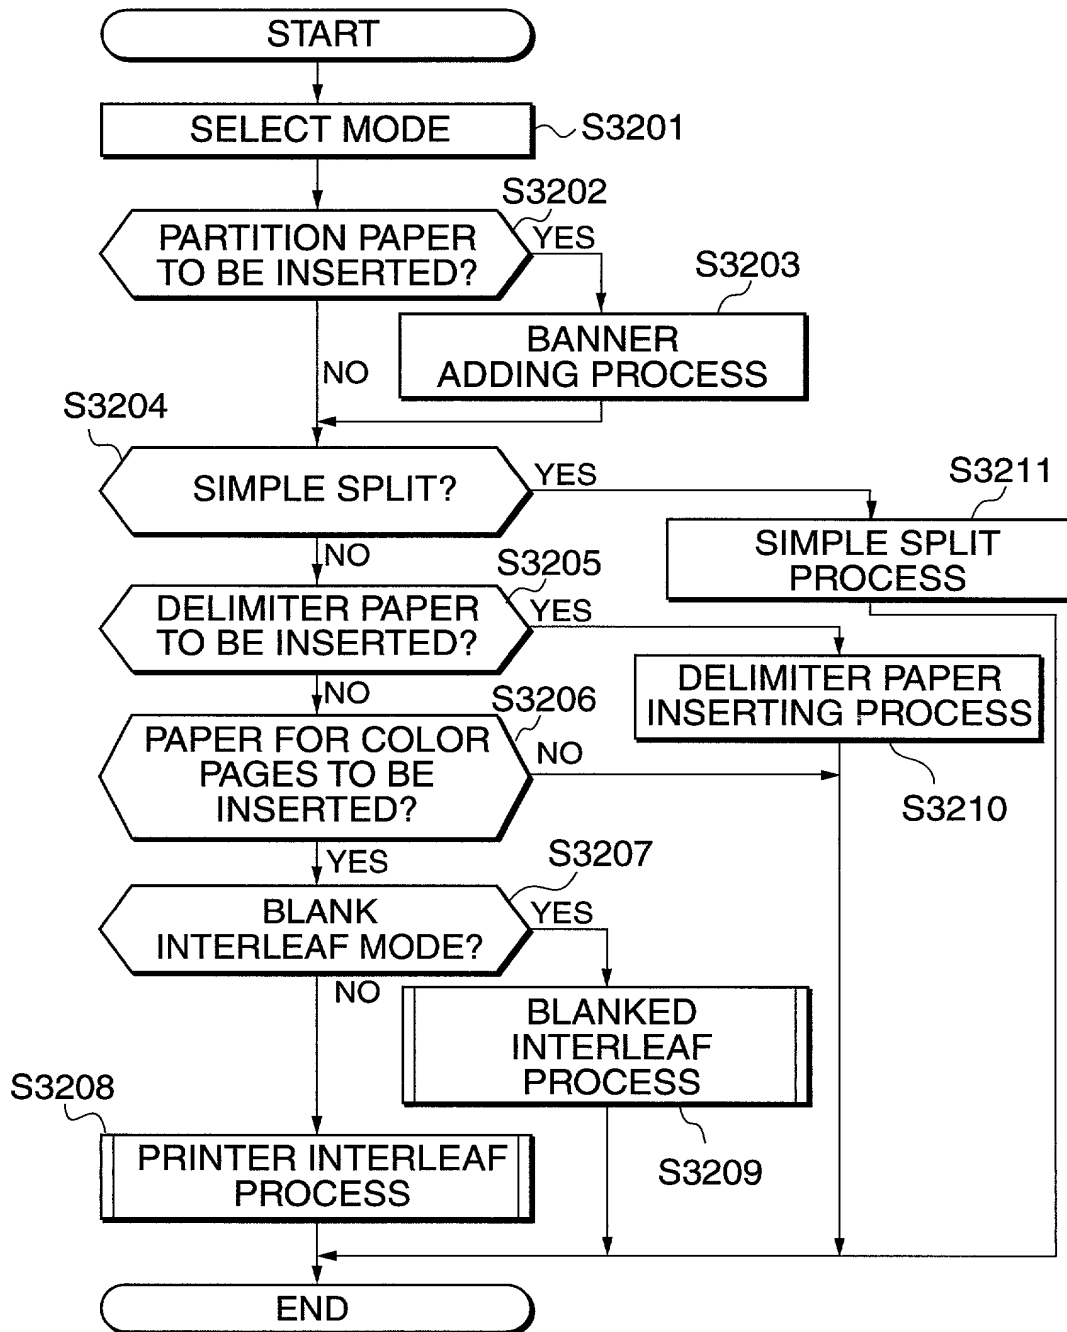 START
SELECT MODE
S3201
S3202
PARTITION PAPER
TO BE INSERTED?
YES
S3203
BANNER
ADDING PROCESS
NO
S3204
SIMPLE SPLIT?
YES
S3211
SIMPLE SPLIT
PROCESS
NO
S3205
DELIMITER PAPER
TO BE INSERTED?
YES
DELIMITER PAPER
INSERTING PROCESS
S3210
NO
S3206
PAPER FOR COLOR
PAGES TO BE
INSERTED?
NO
YES
S3207
BLANK
INTERLEAF MODE?
YES
NO
BLANKED
INTERLEAF
PROCESS
S3209
S3208
PRINTER INTERLEAF
PROCESS
END